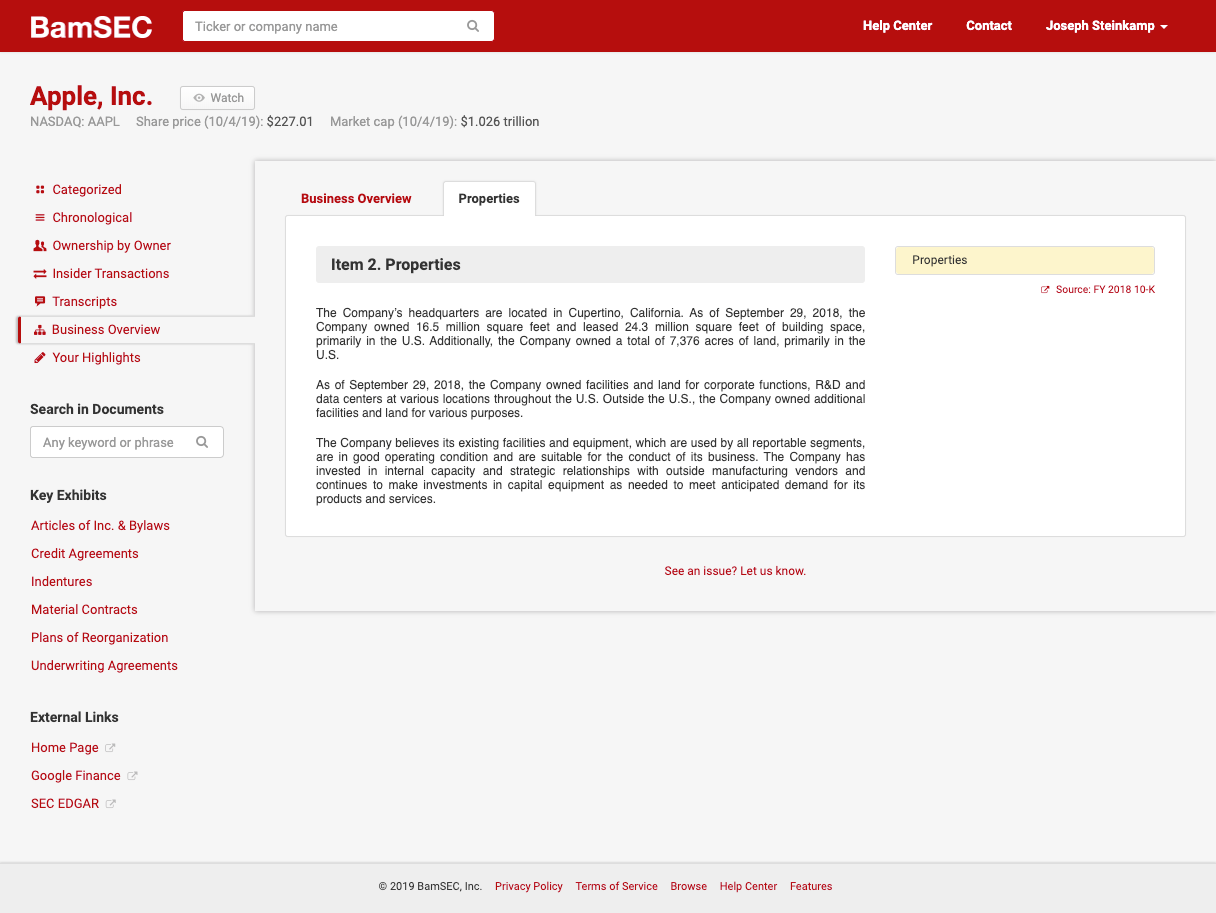 BamSEC
Ticker or company name
Help Center
Contact
Joseph Steinkamp
Apple, Inc.
Watch
NASDAQ: AAPL Share price (10/4/19): $227.01 Market cap (10/4/19): $1.026 trillion
Categorized
Chronological
Ownership by Owner
Insider Transactions
Transcripts
Business Overview
Your Highlights
Search in Documents
Any keyword or phrase
Key Exhibits
Articles of Inc. & Bylaws
Credit Agreements
Indentures
Material Contracts
Plans of Reorganization
Underwriting Agreements
External Links
Home Page
Google Finance
SEC EDGAR
Business Overview
Properties
Item 2. Properties
The Company's headquarters are located in Cupertino, California. As of September 29, 2018, the
Company owned 16.5 million square feet and leased 24.3 million square feet of building space,
primarily in the U.S. Additionally, the Company owned a total of 7,376 acres of land, primarily in the
U.S.
As of September 29, 2018, the Company owned facilities and land for corporate functions, R&D and
data centers at various locations throughout the U.S. Outside the U.S., the Company owned additional
facilities and land for various purposes.
The Company believes its existing facilities and equipment, which are used by all reportable segments,
are in good operating condition and are suitable for the conduct of its business. The Company has
invested in internal capacity and strategic relationships with outside manufacturing vendors and
continues to make investments in capital equipment as needed to meet anticipated demand for its
products and services.
Properties
Source: FY 2018 10-K
See an issue? Let us know.
© 2019 BamSEC, Inc. Privacy Policy Terms of Service Browse Help Center Features